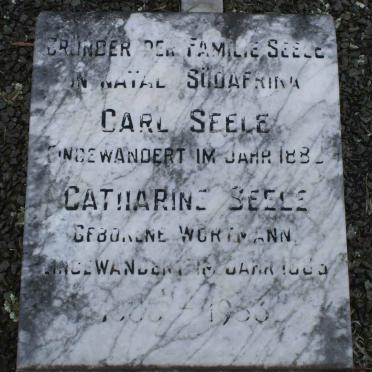 GRÜNDER DER FAMILIE SEELE
IN NATAL SÜDAFRIKA
CARL SEELE
EINGEWANDERT IM JAHR 1882
CATHARINE SEELE
GEBORENE WORTMANN
EINGEWANDERT IM JAHR